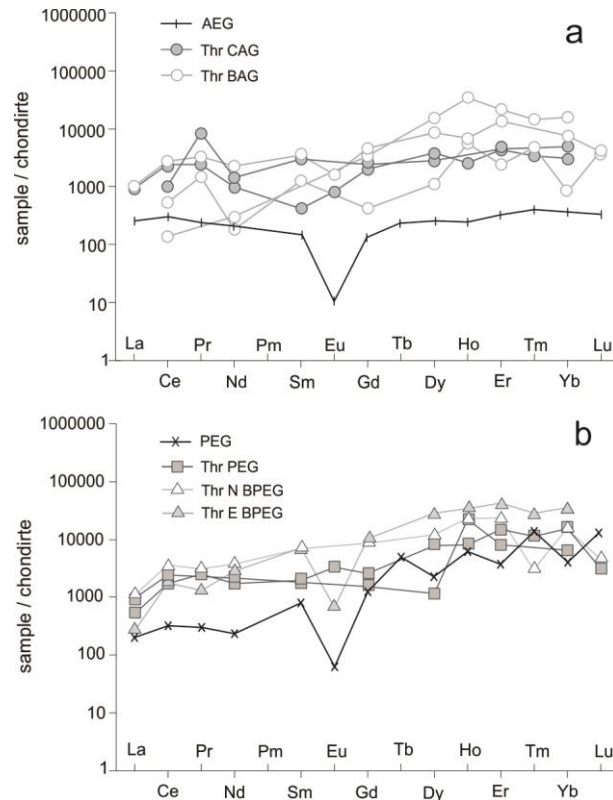 1000000
a
AEG
Thr CAG
Thr BAG
100000
10000
1000
100
10
1
sample / chondirte
La Pr Pm Eu Tb Ho Tm Lu
Ce Nd Sm Gd Dy Er Yb
1000000
b
PEG
Thr PEG
Thr N BPEG
Thr E BPEG
100000
10000
1000
100
10
1
sample / chondirte
La Pr Pm Eu Tb Ho Tm Lu
Ce Nd Sm Gd Dy Er Yb